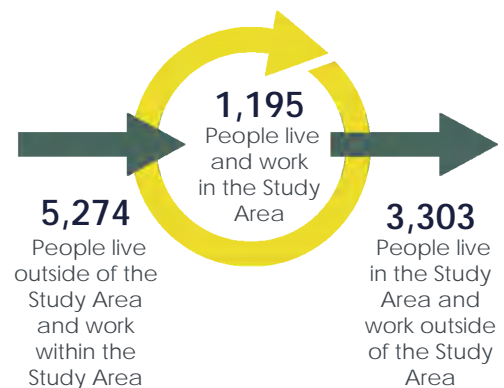 1,195
People live
and work
in the Study
Area
5,274
People live
outside of the
Study Area
and work
within the
Study Area
3,303
People live
in the Study
Area and
work outside
of the Study
Area